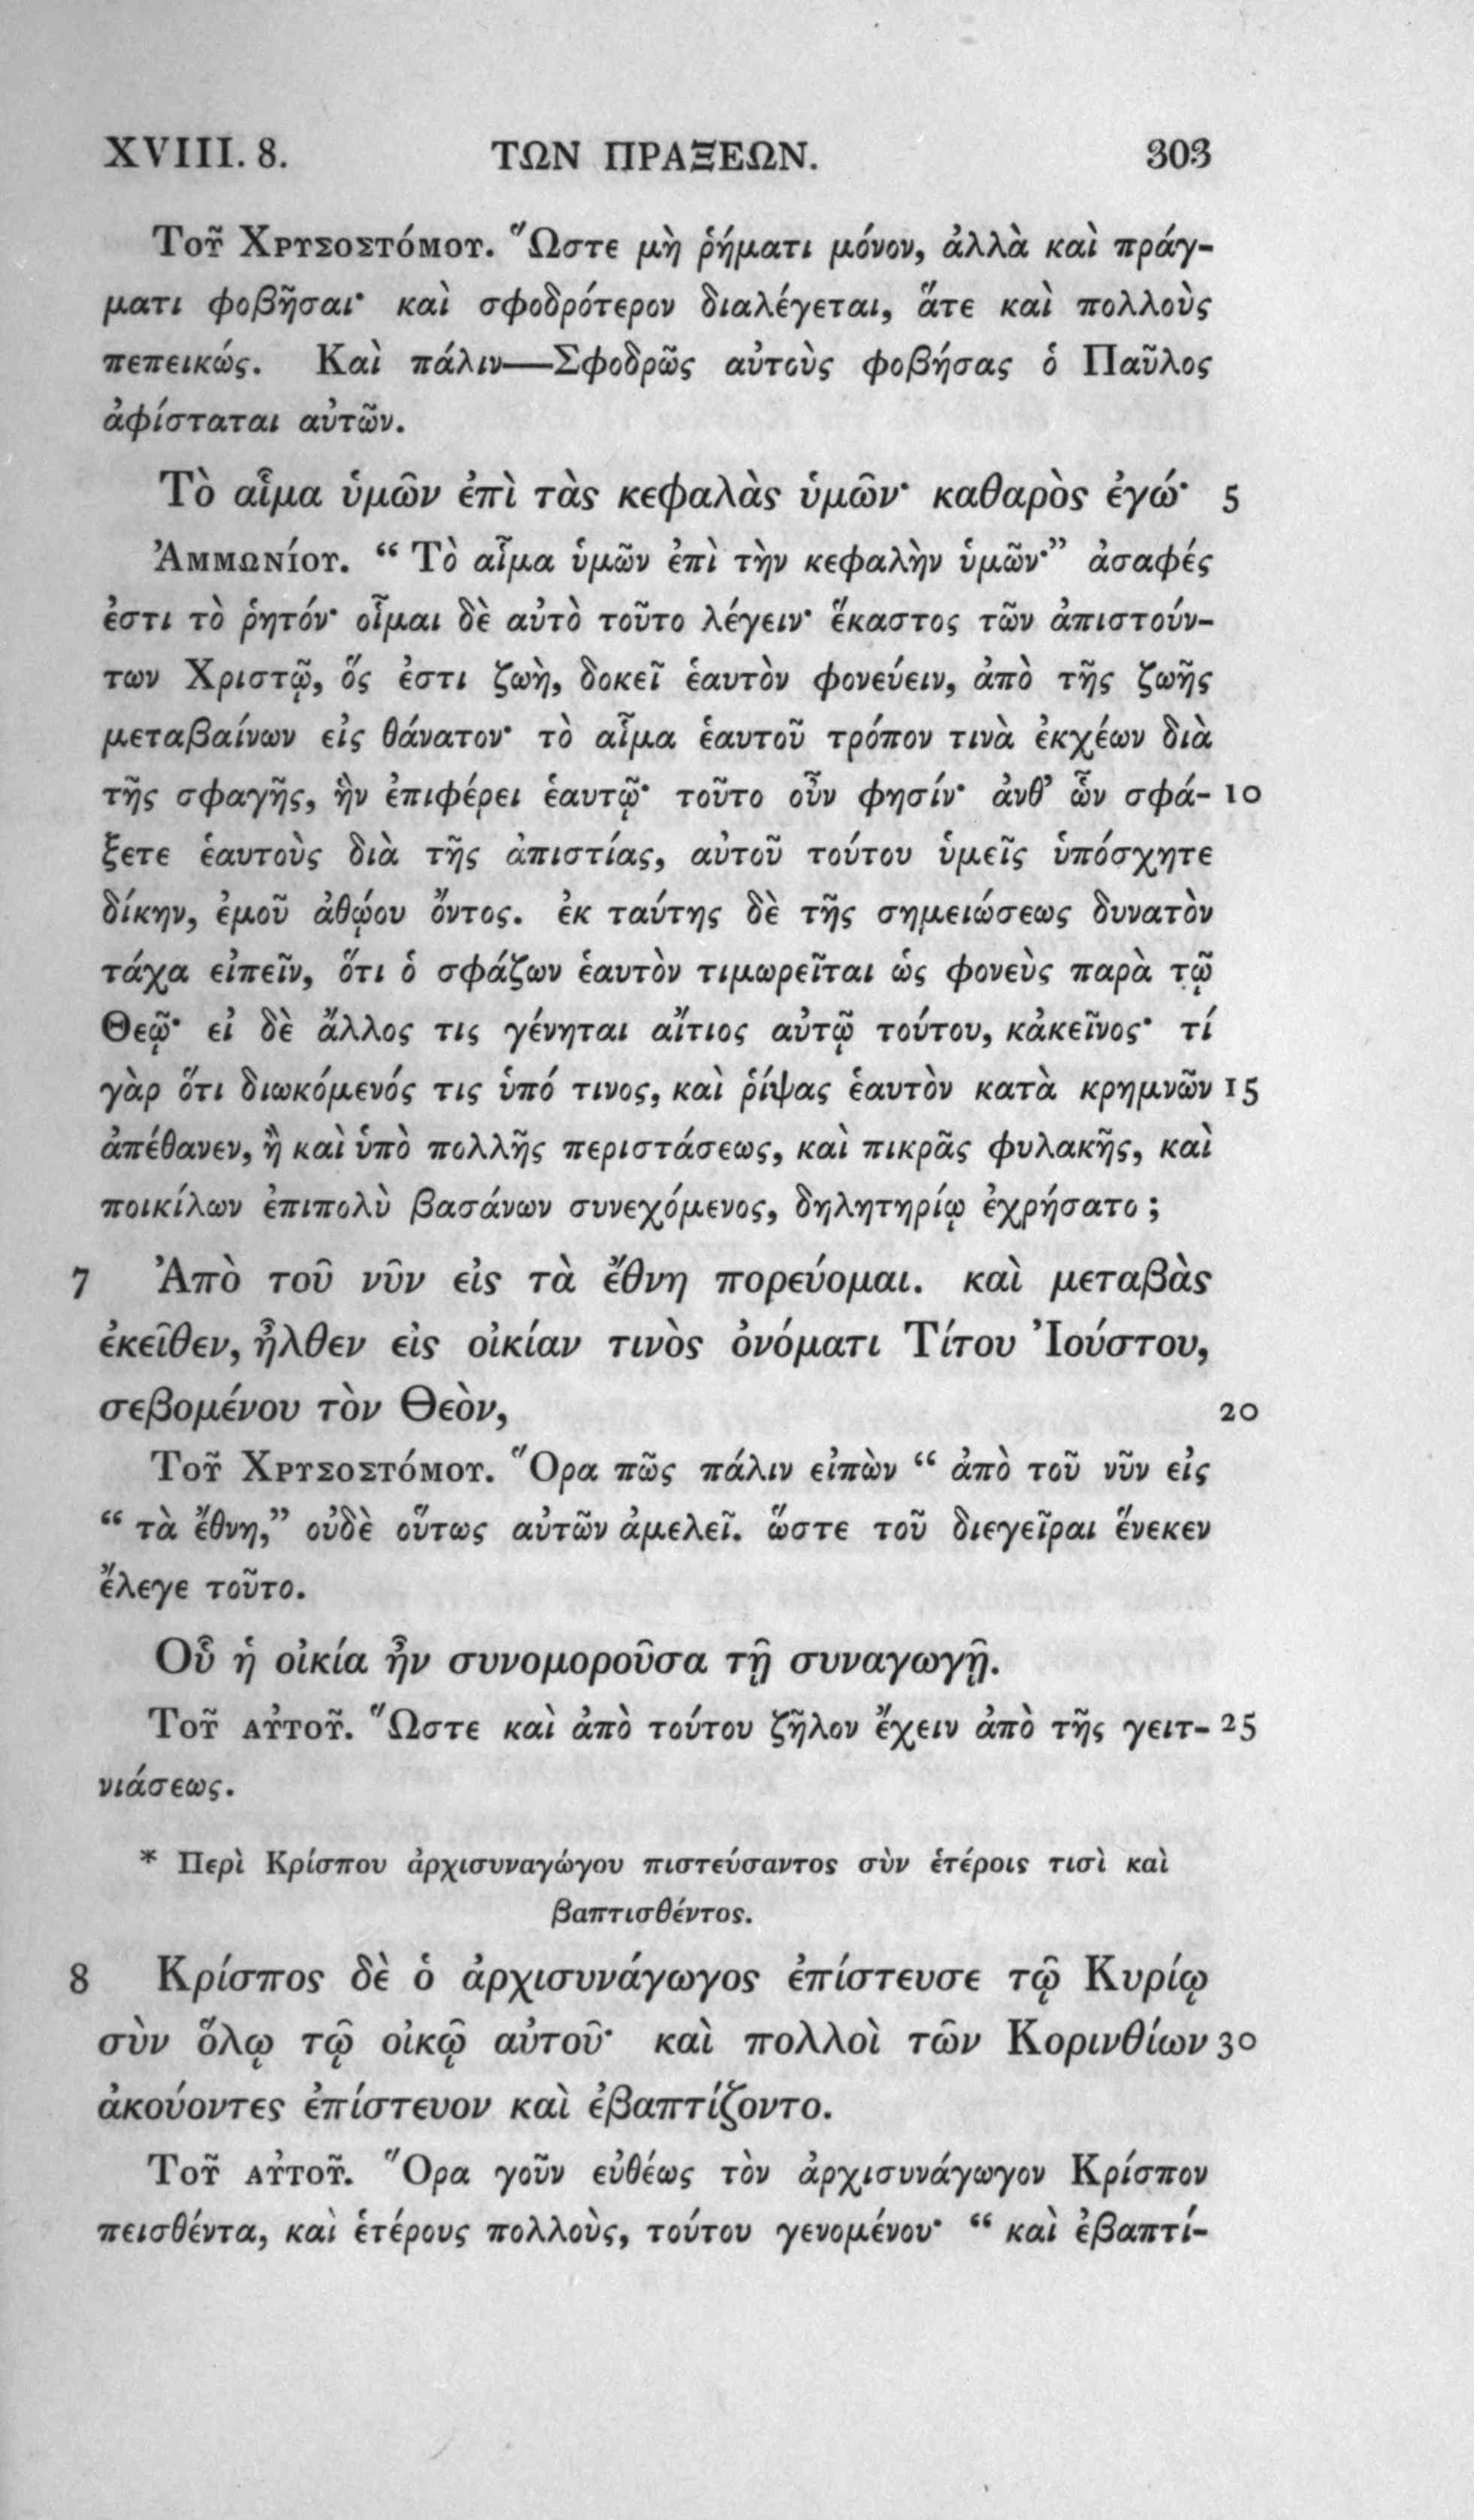 XVIII. 8. ΤΩΝ ΠΡΑΞΕΩΝ. 303
Τοῦ Χρυσοστόμου. Ὥστε μὴ ῥήματι μόνον, ἀλλὰ καὶ πράγ-
ματι φοβῆσαι· καὶ σφοδρότερον διαλέγεται, ἅτε καὶ πολλοὺς
πεπεικώς. Καὶ πάλιν—Σφοδρῶς αὐτοὺς φοβήσας ὁ Παῦλος
ἀφίσταται αὐτῶν.
Τὸ αἷμα ὑμῶν ἐπὶ τὰς κεφαλὰς ὑμῶν· καθαρὸς ἐγώ· 5
Ἀμμωνίου. “ Τὸ αἷμα ὑμῶν ἐπὶ τὴν κεφαλὴν ὑμῶν·” ἀσαφές
ἐστι τὸ ῥητόν· οἶμαι δὲ αὐτὸ τοῦτο λέγειν· ἕκαστος τῶν ἀπιστούν-
των Χριστῷ, ὅς ἐστι ζωὴ, δοκεῖ ἑαυτὸν φονεύειν, ἀπὸ τῆς ζωῆς
μεταβαίνων εἰς θάνατον· τὸ αἷμα ἑαυτοῦ τρόπον τινὰ ἐκχέων διὰ
τῆς σφαγῆς, ἣν ἐπιφέρει ἑαυτῷ· τοῦτο οὖν φησίν· ἀνθ’ ὧν σφά- 10
ξετε ἑαυτοὺς διὰ τῆς ἀπιστίας, αὐτοῦ τούτου ὑμεῖς ὑπόσχητε
δίκην, ἐμοῦ ἀθῴου ὄντος. ἐκ ταύτης δὲ τῆς σημειώσεως δυνατὸν
τάχα εἰπεῖν, ὅτι ὁ σφάζων ἑαυτὸν τιμωρεῖται ὡς φονεὺς παρὰ τῷ
Θεῷ· εἰ δὲ ἄλλος τις γένηται αἴτιος αὐτῷ τούτου, κἀκεῖνος· τί
γὰρ ὅτι διωκόμενός τις ὑπό τινος, καὶ ῥίψας ἑαυτὸν κατὰ κρημνῶν 15
ἀπέθανεν, ἢ καὶ ὑπὸ πολλῆς περιστάσεως, καὶ πικρᾶς φυλακῆς, καὶ
ποικίλων ἐπιπολὺ βασάνων συνεχόμενος, δηλητηρίῳ ἐχρήσατο ;
7 Ἀπὸ τοῦ νῦν εἰς τὰ ἔθνη πορεύομαι. καὶ μεταβὰς
ἐκεῖθεν, ἦλθεν εἰς οἰκίαν τινὸς ὀνόματι Τίτου Ἰούστου,
σεβομένου τὸν Θεὸν, 20
Τοῦ Χρυσοστόμου. Ὅρα πῶς πάλιν εἰπὼν “ ἀπὸ τοῦ νῦν εἰς
“ τὰ ἔθνη,” οὐδὲ οὕτως αὐτῶν ἀμελεῖ. ὥστε τοῦ διεγεῖραι ἕνεκεν
ἔλεγε τοῦτο.
Οὗ ἡ οἰκία ἦν συνομοροῦσα τῇ συναγωγῇ.
Τοῦ αὐτοῦ. Ὥστε καὶ ἀπὸ τούτου ζῆλον ἔχειν ἀπὸ τῆς γειτ- 25
νιάσεως.
* Περὶ Κρίσπου ἀρχισυναγώγου πιστεύσαντος σὺν ἑτέροις τισὶ καὶ
βαπτισθέντος.
8 Κρίσπος δὲ ὁ ἀρχισυνάγωγος ἐπίστευσε τῷ Κυρίῳ
σὺν ὅλῳ τῷ οἰκῷ αὐτοῦ· καὶ πολλοὶ τῶν Κορινθίων 30
ἀκούοντες ἐπίστευον καὶ ἐβαπτίζοντο.
Τοῦ αὐτοῦ. Ὅρα γοῦν εὐθέως τὸν ἀρχισυνάγωγον Κρίσπον
πεισθέντα, καὶ ἑτέρους πολλοὺς, τούτου γενομένου· “ καὶ ἐβαπτί-